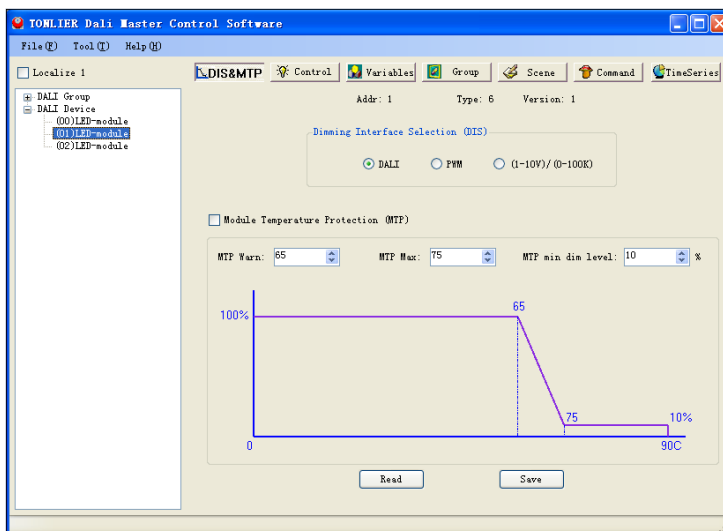 TONLIER Dali Master Control Software
File(F) Tool(T) Help(H)
Localize 1
DIS&MTP Control Variables Group Scene Command TimeSeries
DALI Group
DALI Device
(00)LED-module
(01)LED-module
(02)LED-module
Addr: 1 Type: 6 Version: 1
Dimming Interface Selection (DIS)
DALI PWM (1-10V)/(0-100K)
Module Temperature Protection (MTP)
MTP Warn: 65 MTP Max: 75 MTP min dim level: 10 %
65
100%
75 10%
0 90C
Read Save